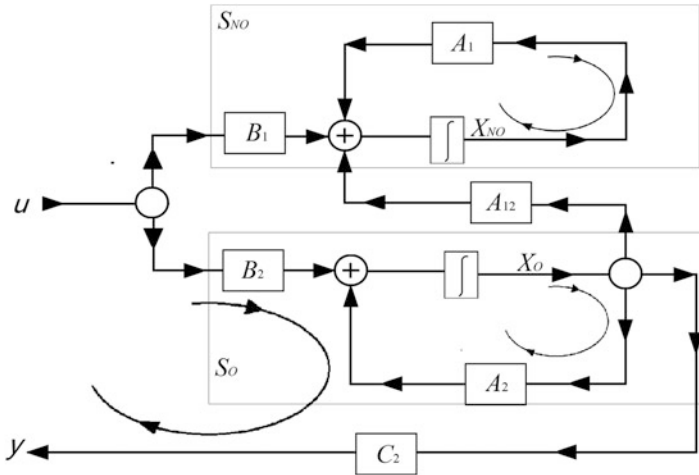 S_NO
A_1
B_1
+
∫
X_NO
u
A_12
B_2
+
∫
X_O
S_O
A_2
y
C_2